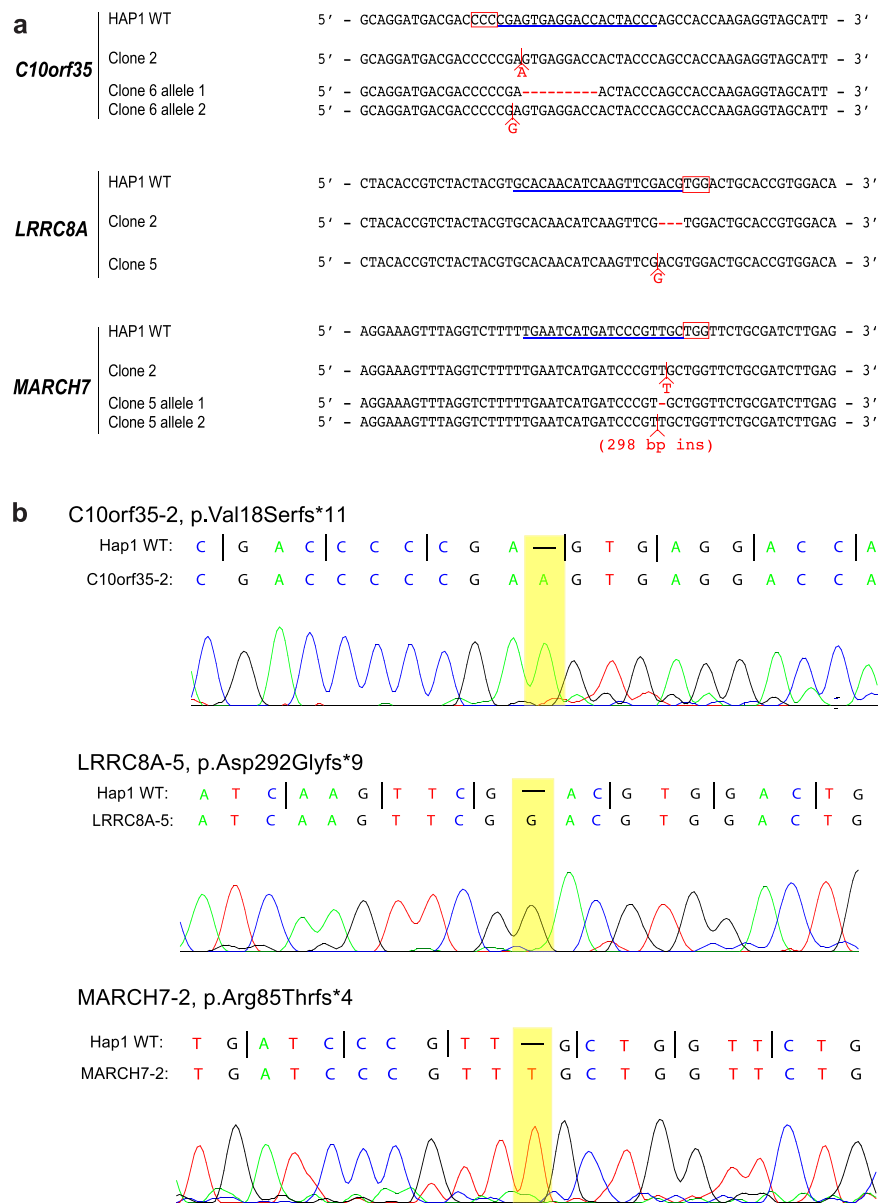 a
C10orf35
HAP1 WT 5′ – GCAGGATGACGACCCCCGAGTGAGGACCACTACCCAGCCACCAAGAGGTAGCATT – 3′
Clone 2 5′ – GCAGGATGACGACCCCCGAGTGAGGACCACTACCCAGCCACCAAGAGGTAGCATT – 3′
A
Clone 6 allele 1 5′ – GCAGGATGACGACCCCCGA--------ACTACCCAGCCACCAAGAGGTAGCATT – 3′
Clone 6 allele 2 5′ – GCAGGATGACGACCCCCGAGTGAGGACCACTACCCAGCCACCAAGAGGTAGCATT – 3′
G
LRRC8A
HAP1 WT 5′ – CTACACCGTCTACTACGTGCACAACATCAAGTTCGACGTGGACTGCACCGTGGACA – 3′
Clone 2 5′ – CTACACCGTCTACTACGTGCACAACATCAAGTTCG---TGGACTGCACCGTGGACA – 3′
Clone 5 5′ – CTACACCGTCTACTACGTGCACAACATCAAGTTCGACGTGGACTGCACCGTGGACA – 3′
G
MARCH7
HAP1 WT 5′ – AGGAAAGTTTAGGTCTTTTTGAATCATGATCCCGTTGCTGGTTCTGCGATCTTGAG – 3′
Clone 2 5′ – AGGAAAGTTTAGGTCTTTTTGAATCATGATCCCGTTGCTGGTTCTGCGATCTTGAG – 3′
T
Clone 5 allele 1 5′ – AGGAAAGTTTAGGTCTTTTTGAATCATGATCCCGT-GCTGGTTCTGCGATCTTGAG – 3′
Clone 5 allele 2 5′ – AGGAAAGTTTAGGTCTTTTTGAATCATGATCCCGTTGCTGGTTCTGCGATCTTGAG – 3′
(298 bp ins)
b
C10orf35-2, p.Val18Serfs*11
Hap1 WT: C | G A C | C C C | C G A — | G T G | A G G | A C C | A
C10orf35-2: C G A C C C C C G A A G T G A G G A C C A
LRRC8A-5, p.Asp292Glyfs*9
Hap1 WT: A T C | A A G | T T C | G — A C | G T G | G A C | T G
LRRC8A-5: A T C A A G T T C G G A C G T G G A C T G
MARCH7-2, p.Arg85Thrfs*4
Hap1 WT: T G | A T C | C C G | T T — G | C T G | G T T | C T G
MARCH7-2: T G A T C C C G T T T G C T G G T T C T G